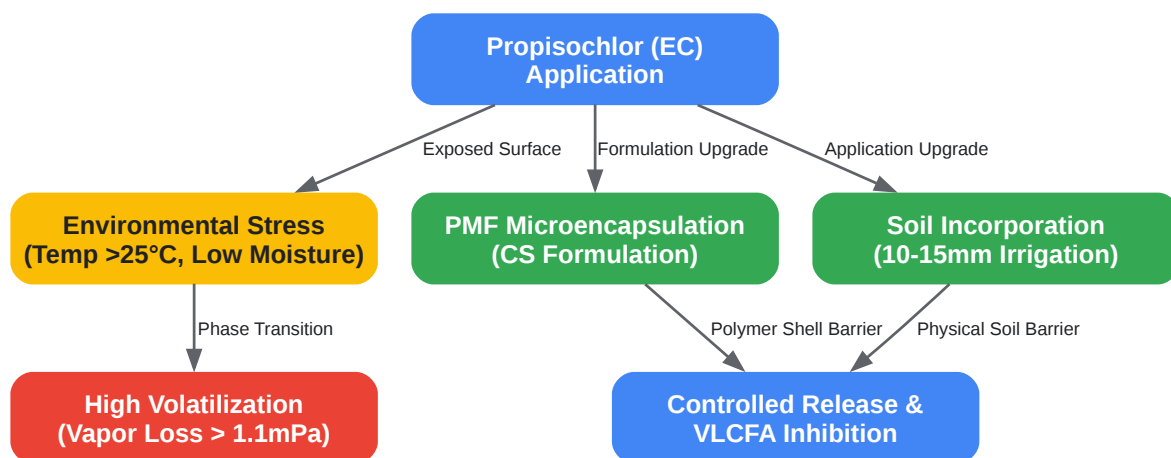 Propisochlor (EC)
Application
Exposed Surface
Formulation Upgrade
Application Upgrade
Environmental Stress
(Temp >25°C, Low Moisture)
PMF Microencapsulation
(CS Formulation)
Soil Incorporation
(10-15mm Irrigation)
Phase Transition
Polymer Shell Barrier
Physical Soil Barrier
High Volatilization
(Vapor Loss > 1.1mPa)
Controlled Release &
VLCFA Inhibition